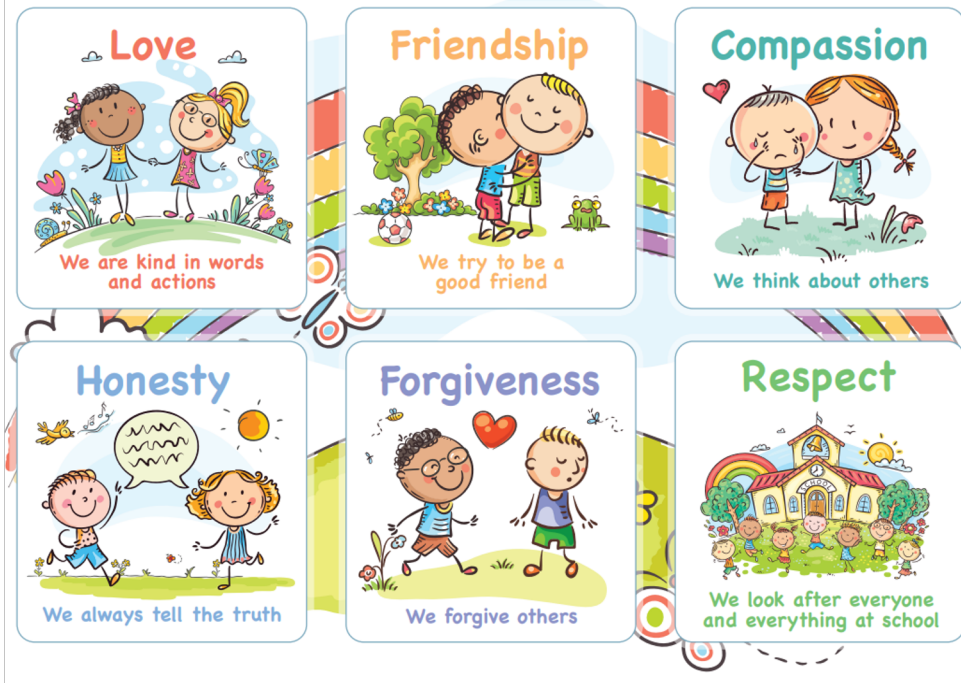 Love
We are kind in words
and actions
Friendship
We try to be a
good friend
Compassion
We think about others
Honesty
We always tell the truth
Forgiveness
We forgive others
Respect
SCHOOL
We look after everyone
and everything at school